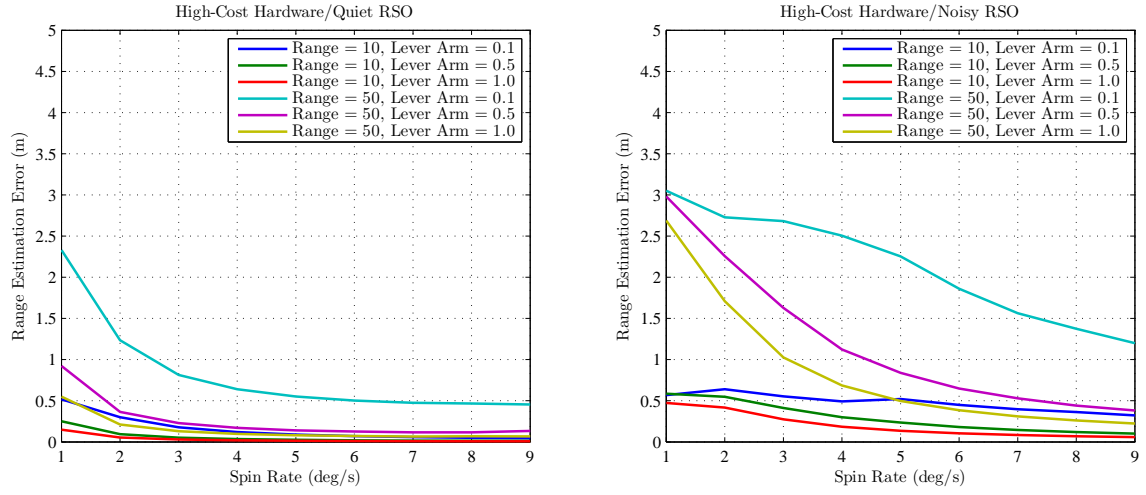 High-Cost Hardware/Quiet RSO
5
4.5
4
3.5
3
2.5
2
1.5
1
0.5
0
Range Estimation Error (m)
Range = 10, Lever Arm = 0.1
Range = 10, Lever Arm = 0.5
Range = 10, Lever Arm = 1.0
Range = 50, Lever Arm = 0.1
Range = 50, Lever Arm = 0.5
Range = 50, Lever Arm = 1.0
1 2 3 4 5 6 7 8 9
Spin Rate (deg/s)
High-Cost Hardware/Noisy RSO
5
4.5
4
3.5
3
2.5
2
1.5
1
0.5
0
Range Estimation Error (m)
Range = 10, Lever Arm = 0.1
Range = 10, Lever Arm = 0.5
Range = 10, Lever Arm = 1.0
Range = 50, Lever Arm = 0.1
Range = 50, Lever Arm = 0.5
Range = 50, Lever Arm = 1.0
1 2 3 4 5 6 7 8 9
Spin Rate (deg/s)